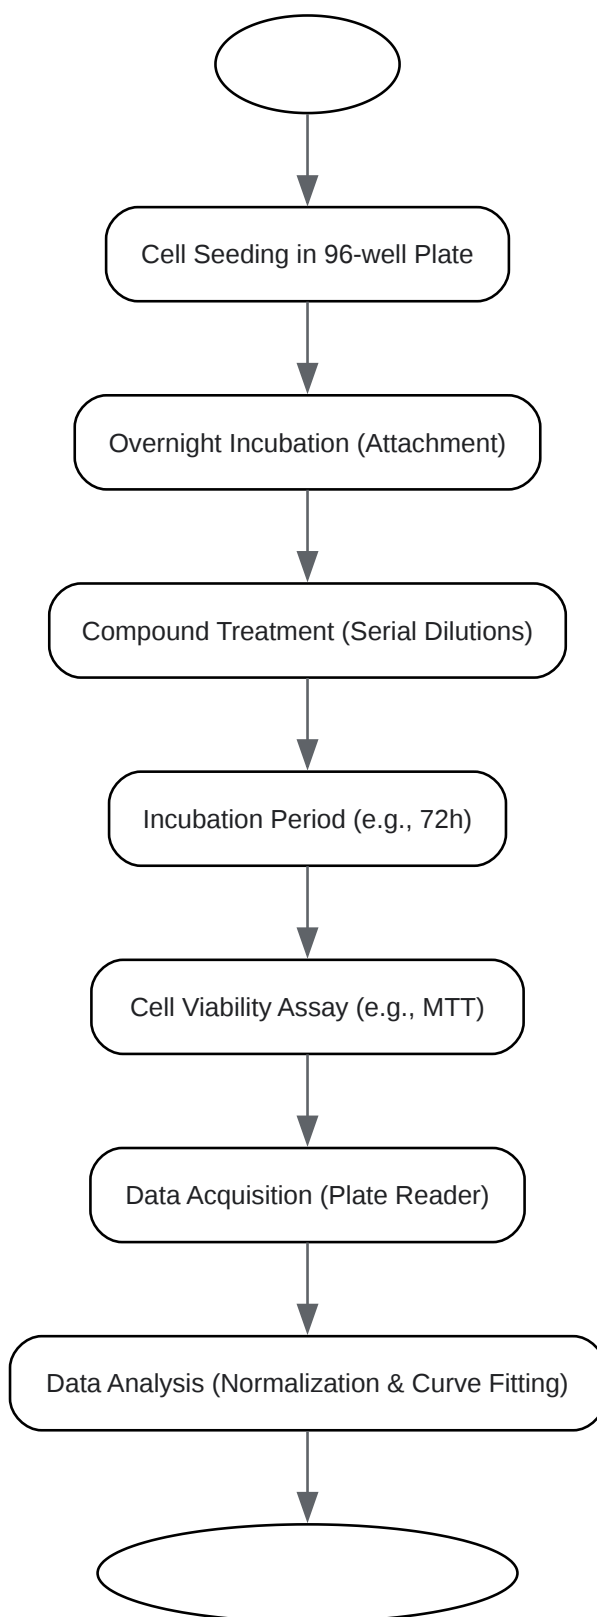 Cell Seeding in 96-well Plate
Overnight Incubation (Attachment)
Compound Treatment (Serial Dilutions)
Incubation Period (e.g., 72h)
Cell Viability Assay (e.g., MTT)
Data Acquisition (Plate Reader)
Data Analysis (Normalization & Curve Fitting)